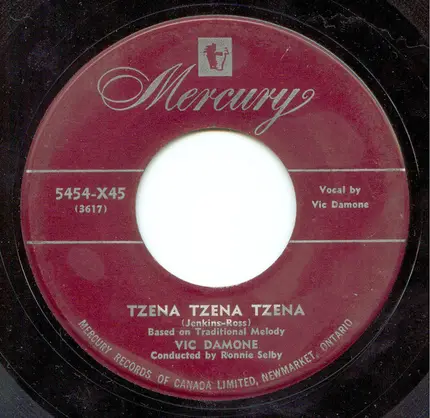 Mercury
5454-X45
(3617)
Vocal by
Vic Damone
TZENA TZENA TZENA
(Jenkins-Ross)
Based on Traditional Melody
VIC DAMONE
Conducted by Ronnie Selby
MERCURY RECORDS OF CANADA LIMITED, NEWMARKET, ONTARIO